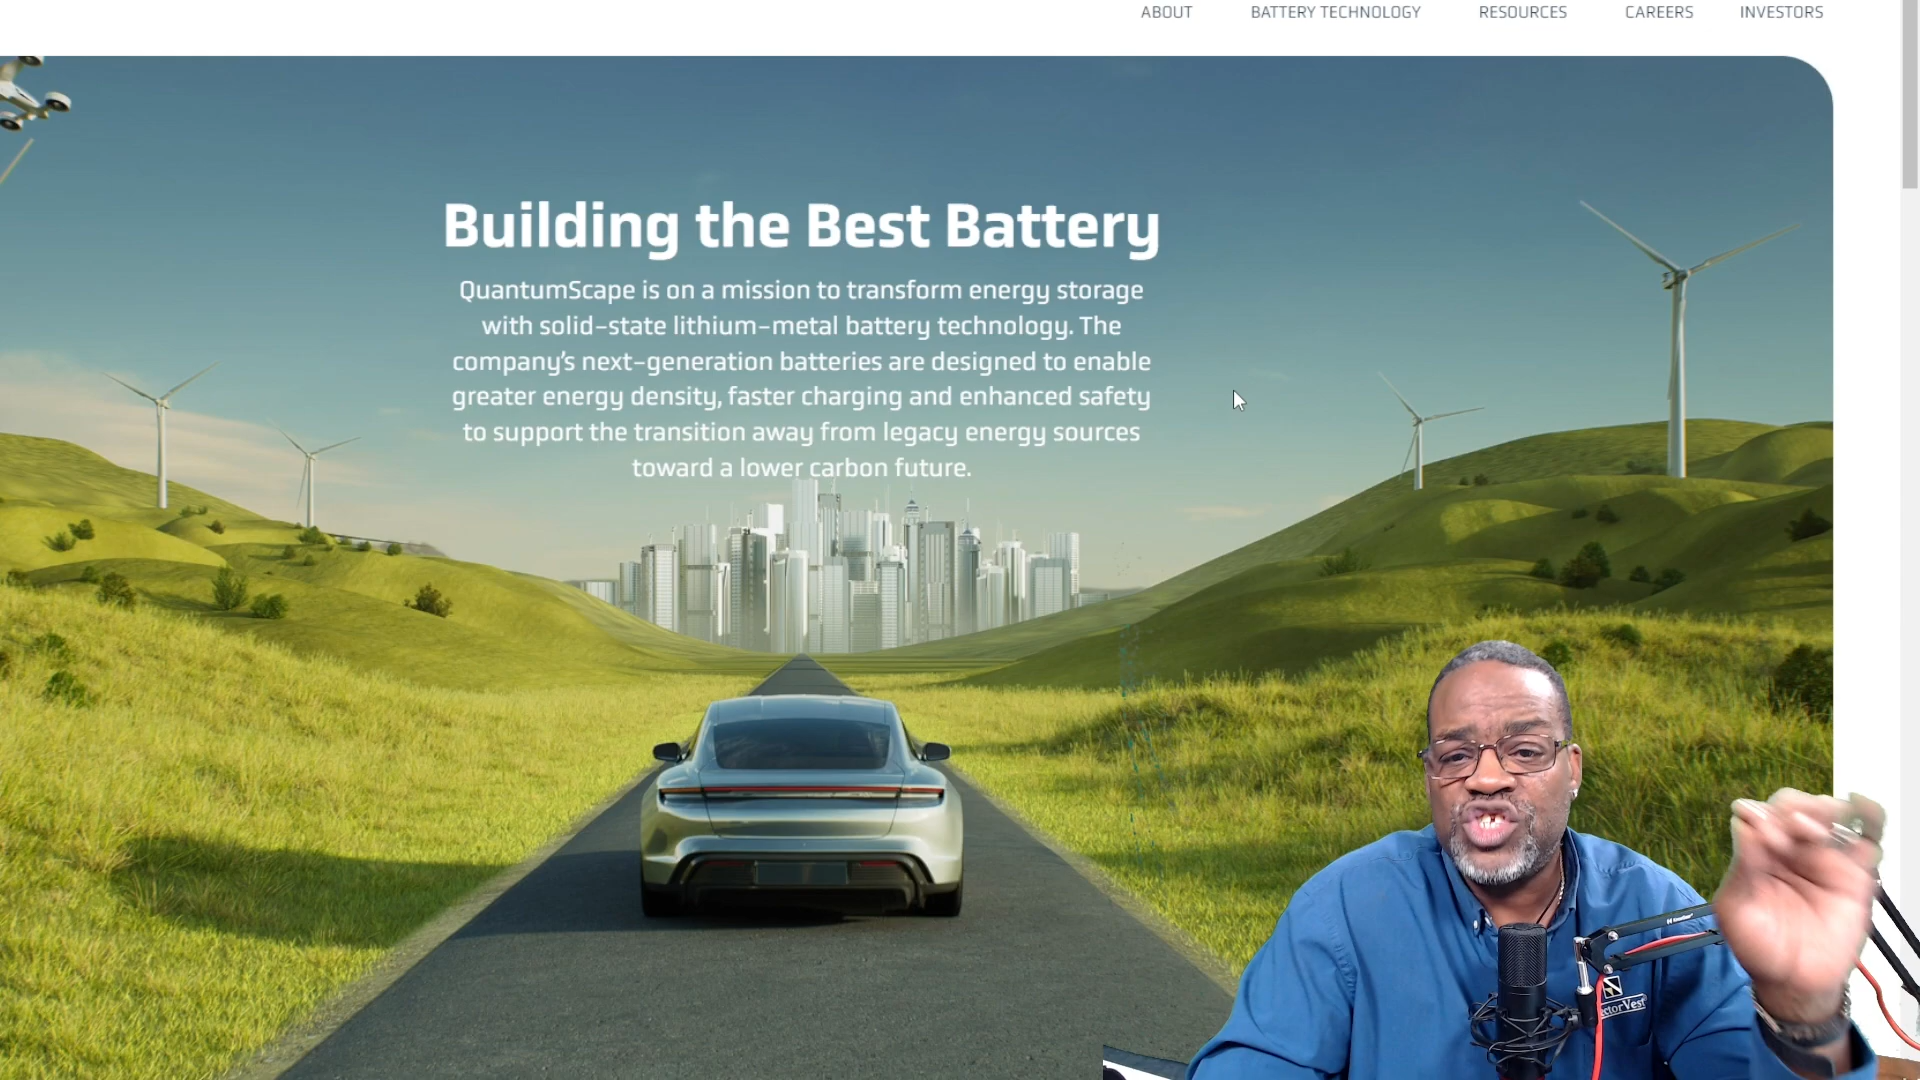 ABOUT BATTERY TECHNOLOGY RESOURCES CAREERS INVESTORS
Building the Best Battery
QuantumScape is on a mission to transform energy storage
with solid-state lithium-metal battery technology. The
company's next-generation batteries are designed to enable
greater energy density, faster charging and enhanced safety
to support the transition away from legacy energy sources
toward a lower carbon future.